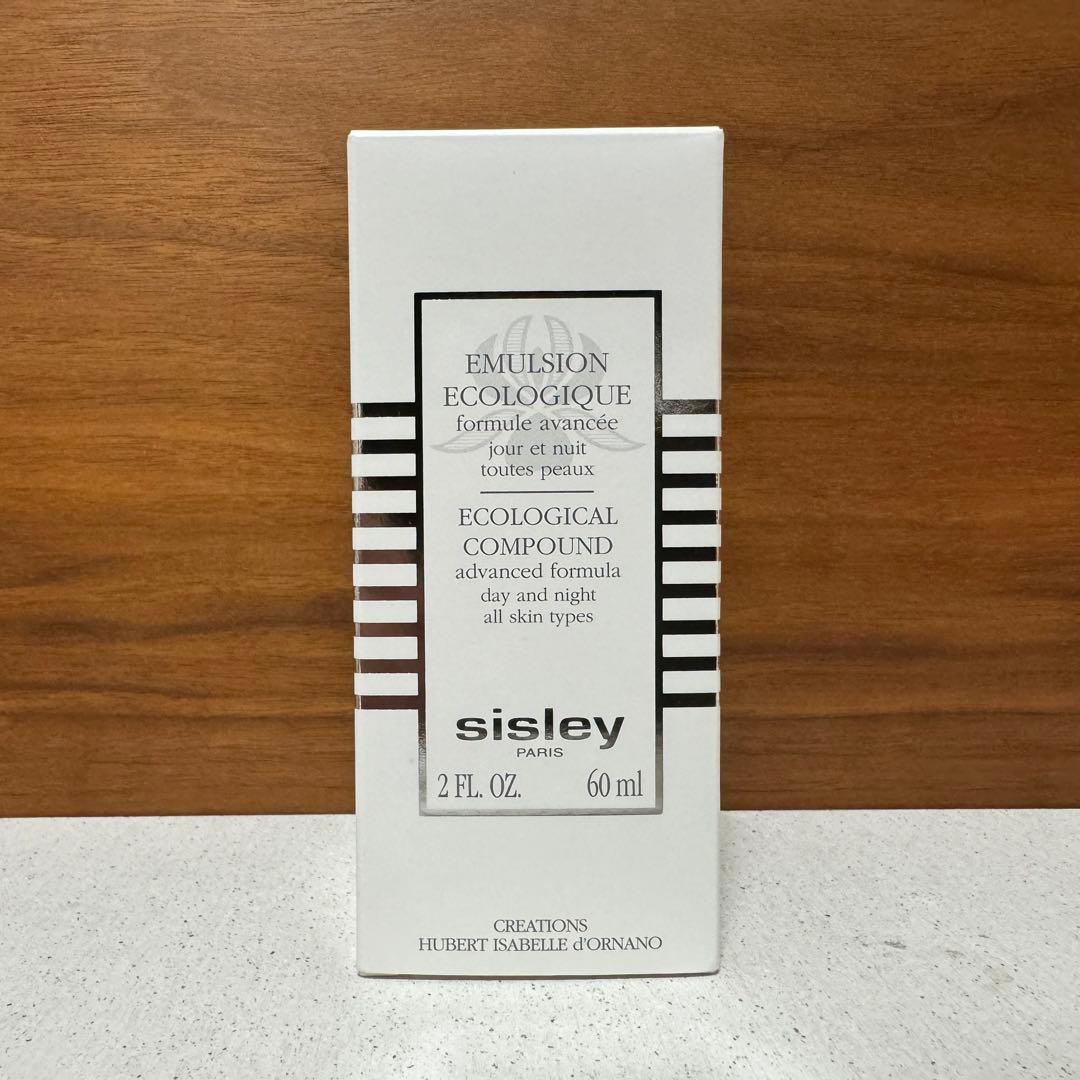 EMULSION
ECOLOGIQUE
formule avancée
jour et nuit
toutes peaux
ECOLOGICAL
COMPOUND
advanced formula
day and night
all skin types
sisley
PARIS
2 FL. OZ. 60 ml
CREATIONS
HUBERT ISABELLE d'ORNANO